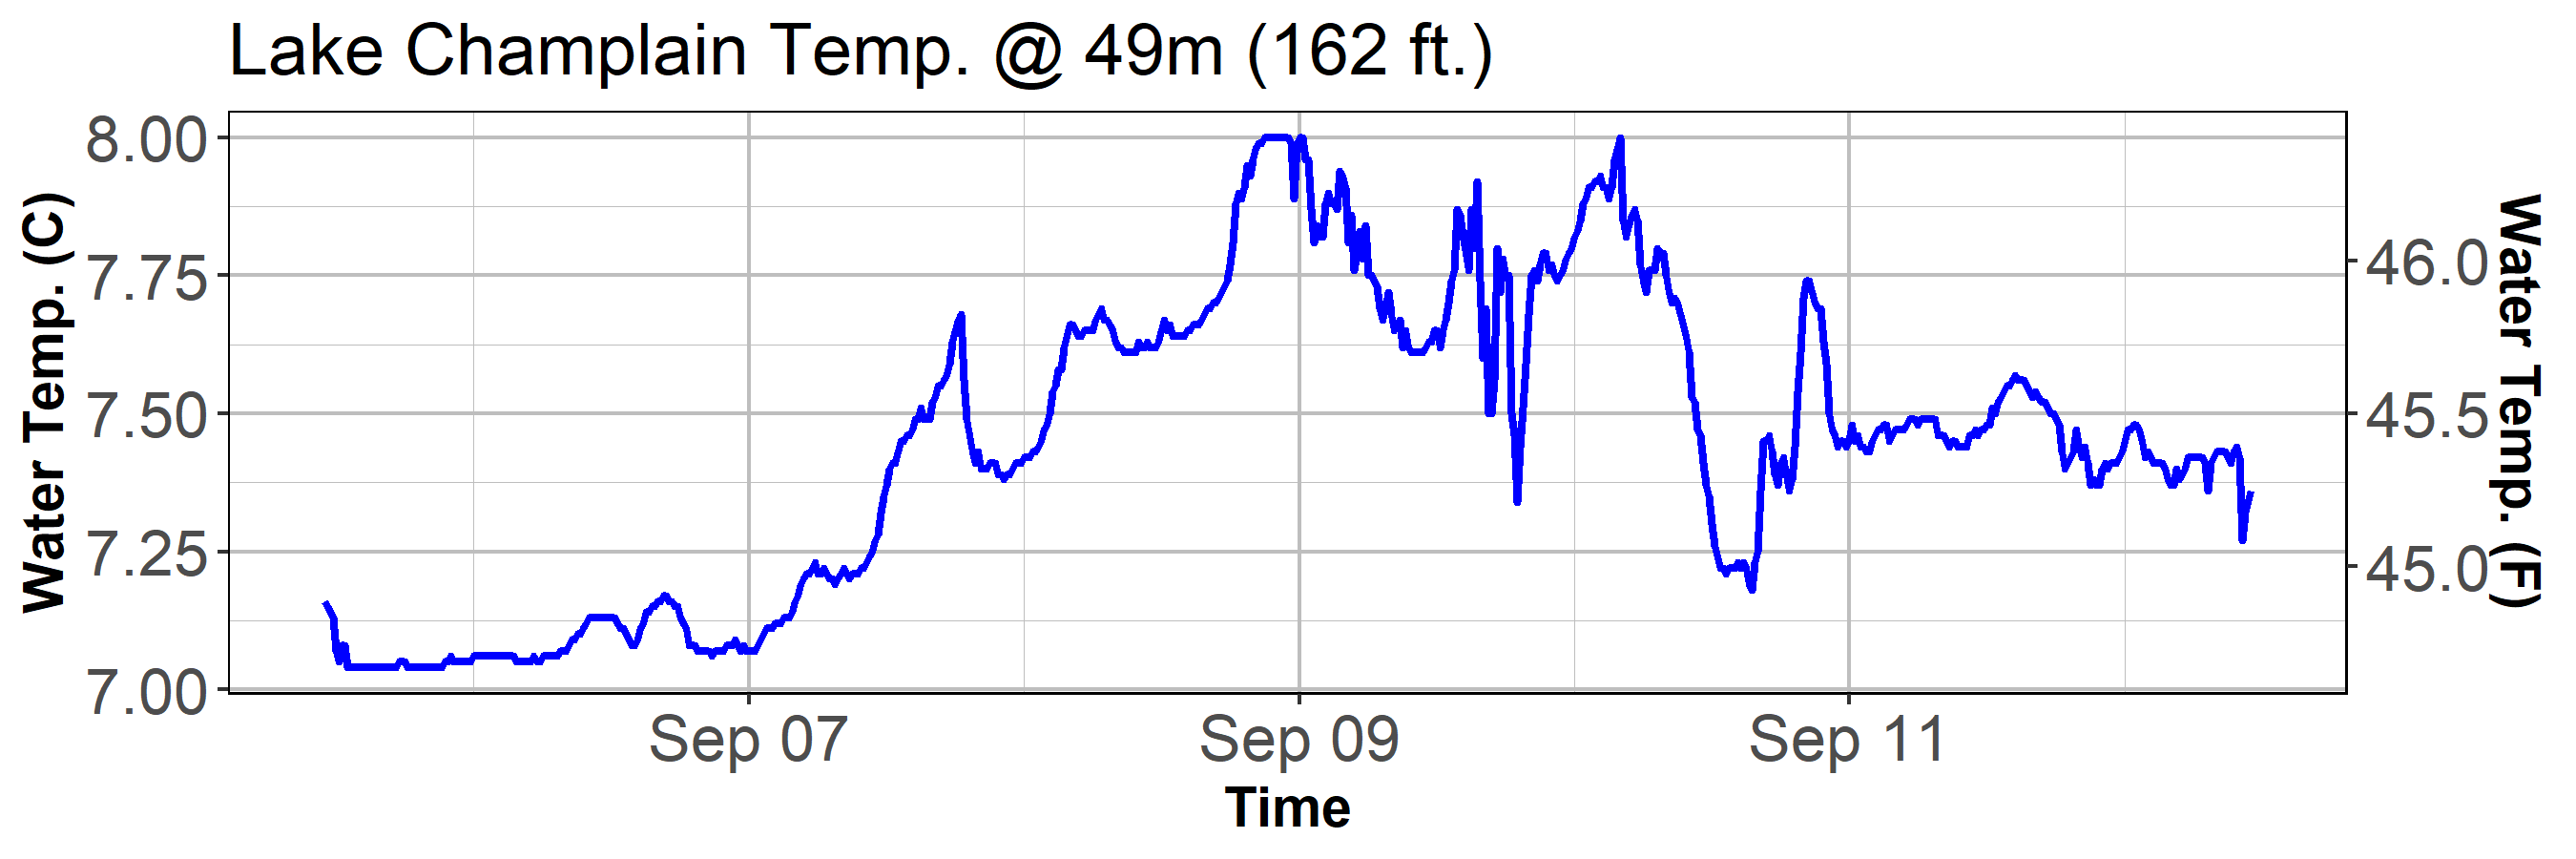 Lake Champlain Temp. @ 49m (162 ft.)
Water Temp. (C)
8.00
7.75
7.50
7.25
7.00
46.0
45.5
45.0
Water Temp. (F)
Sep 07
Sep 09
Sep 11
Time